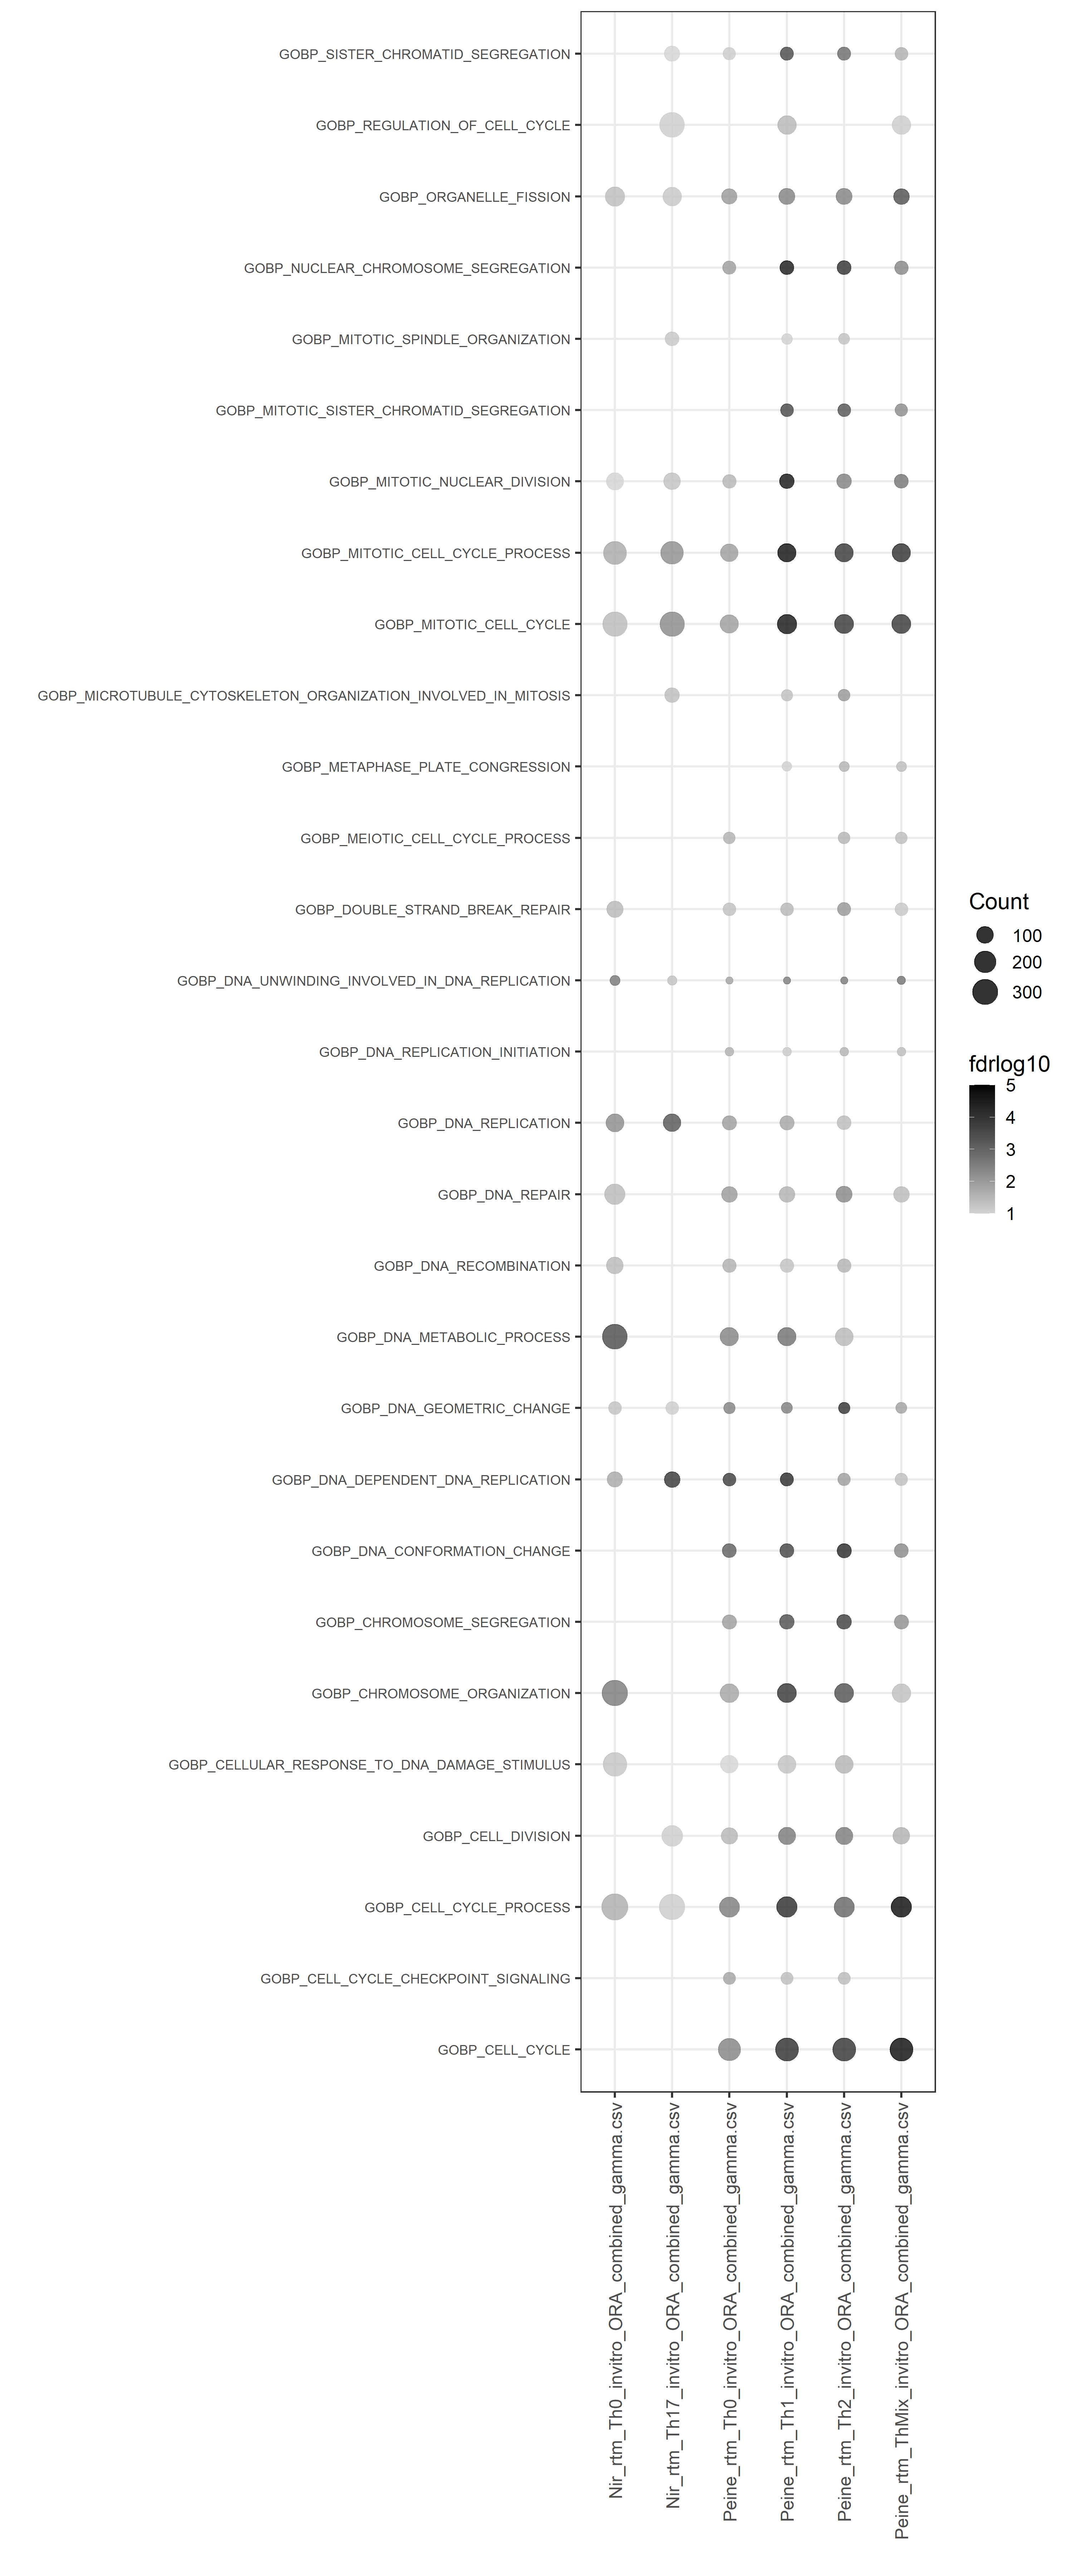 GOBP_SISTER_CHROMATID_SEGREGATION
GOBP_REGULATION_OF_CELL_CYCLE
GOBP_ORGANELLE_FISSION
GOBP_NUCLEAR_CHROMOSOME_SEGREGATION
GOBP_MITOTIC_SPINDLE_ORGANIZATION
GOBP_MITOTIC_SISTER_CHROMATID_SEGREGATION
GOBP_MITOTIC_NUCLEAR_DIVISION
GOBP_MITOTIC_CELL_CYCLE_PROCESS
GOBP_MITOTIC_CELL_CYCLE
GOBP_MICROTUBULE_CYTOSKELETON_ORGANIZATION_INVOLVED_IN_MITOSIS
GOBP_METAPHASE_PLATE_CONGRESSION
GOBP_MEIOTIC_CELL_CYCLE_PROCESS
GOBP_DOUBLE_STRAND_BREAK_REPAIR
GOBP_DNA_UNWINDING_INVOLVED_IN_DNA_REPLICATION
GOBP_DNA_REPLICATION_INITIATION
GOBP_DNA_REPLICATION
GOBP_DNA_REPAIR
GOBP_DNA_RECOMBINATION
GOBP_DNA_METABOLIC_PROCESS
GOBP_DNA_GEOMETRIC_CHANGE
GOBP_DNA_DEPENDENT_DNA_REPLICATION
GOBP_DNA_CONFORMATION_CHANGE
GOBP_CHROMOSOME_SEGREGATION
GOBP_CHROMOSOME_ORGANIZATION
GOBP_CELLULAR_RESPONSE_TO_DNA_DAMAGE_STIMULUS
GOBP_CELL_DIVISION
GOBP_CELL_CYCLE_PROCESS
GOBP_CELL_CYCLE_CHECKPOINT_SIGNALING
GOBP_CELL_CYCLE
Nir_rtm_Th0_invitro_ORA_combined_gamma.csv
Nir_rtm_Th17_invitro_ORA_combined_gamma.csv
Peine_rtm_Th0_invitro_ORA_combined_gamma.csv
Peine_rtm_Th1_invitro_ORA_combined_gamma.csv
Peine_rtm_Th2_invitro_ORA_combined_gamma.csv
Peine_rtm_ThMix_invitro_ORA_combined_gamma.csv
Count
100
200
300
fdrlog10
5
4
3
2
1